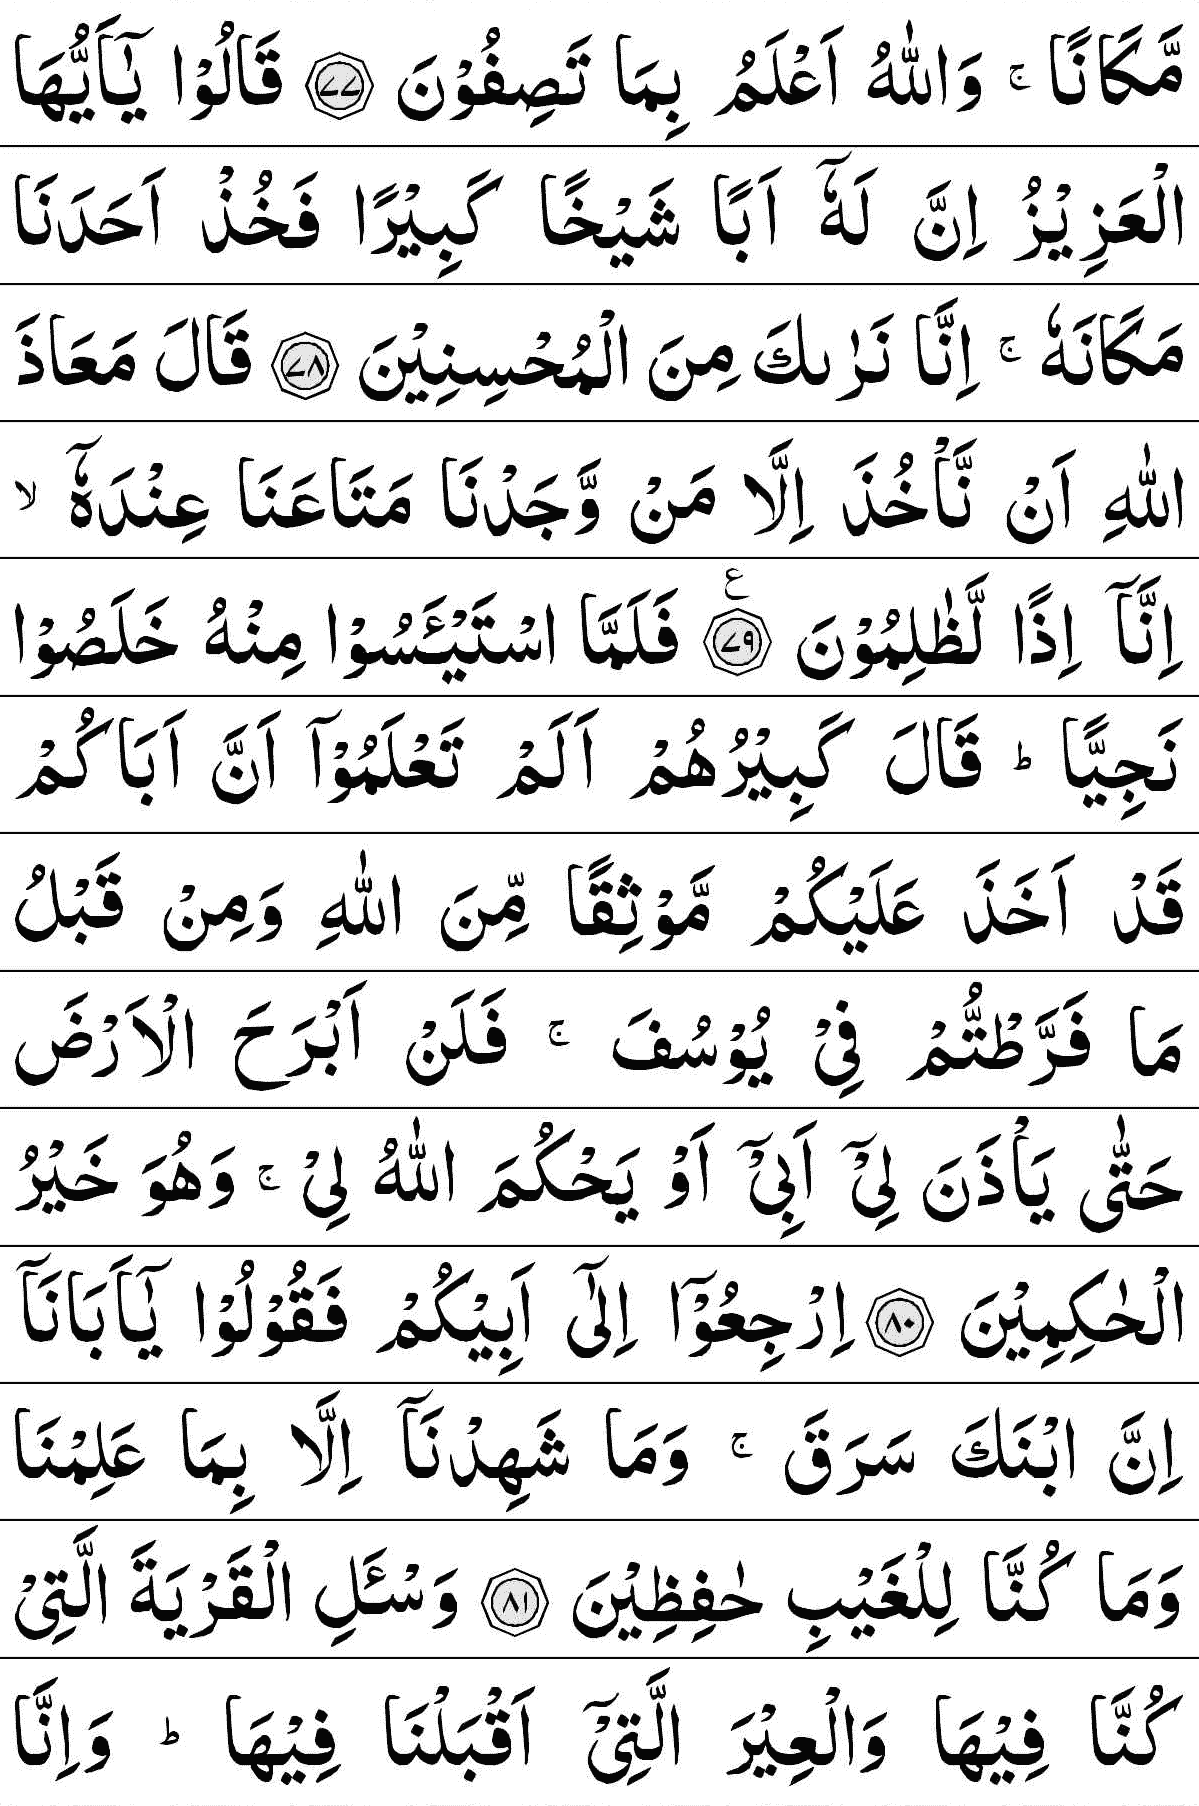 مَّكَانًا ۚ وَاللّٰهُ اَعْلَمُ بِمَا تَصِفُوْنَ ﴿۷۷﴾ قَالُوْا يٰٓاَيُّهَا
الْعَزِيْزُ اِنَّ لَهٗٓ اَبًا شَيْخًا كَبِيْرًا فَخُذْ اَحَدَنَا
مَكَانَهٗ ۚ اِنَّا نَرٰىكَ مِنَ الْمُحْسِنِيْنَ ﴿۷۸﴾ قَالَ مَعَاذَ
اللّٰهِ اَنْ نَّاْخُذَ اِلَّا مَنْ وَّجَدْنَا مَتَاعَنَا عِنْدَهٗٓ ۙ
اِنَّآ اِذًا لَّظٰلِمُوْنَ ﴿۷۹﴾ ع فَلَمَّا اسْتَيْـَٔسُوْا مِنْهُ خَلَصُوْا
نَجِيًّا ؕ قَالَ كَبِيْرُهُمْ اَلَمْ تَعْلَمُوْٓا اَنَّ اَبَاكُمْ
قَدْ اَخَذَ عَلَيْكُمْ مَّوْثِقًا مِّنَ اللّٰهِ وَمِنْ قَبْلُ
مَا فَرَّطْتُّمْ فِيْ يُوْسُفَ ۚ فَلَنْ اَبْرَحَ الْاَرْضَ
حَتّٰى يَاْذَنَ لِيْٓ اَبِيْٓ اَوْ يَحْكُمَ اللّٰهُ لِيْ ۚ وَهُوَ خَيْرُ
الْحٰكِمِيْنَ ﴿۸۰﴾ اِرْجِعُوْٓا اِلٰٓى اَبِيْكُمْ فَقُوْلُوْا يٰٓاَبَانَآ
اِنَّ ابْنَكَ سَرَقَ ۚ وَمَا شَهِدْنَآ اِلَّا بِمَا عَلِمْنَا
وَمَا كُنَّا لِلْغَيْبِ حٰفِظِيْنَ ﴿۸۱﴾ وَسْـَٔلِ الْقَرْيَةَ الَّتِيْ
كُنَّا فِيْهَا وَالْعِيْرَ الَّتِيْٓ اَقْبَلْنَا فِيْهَا ؕ وَاِنَّا